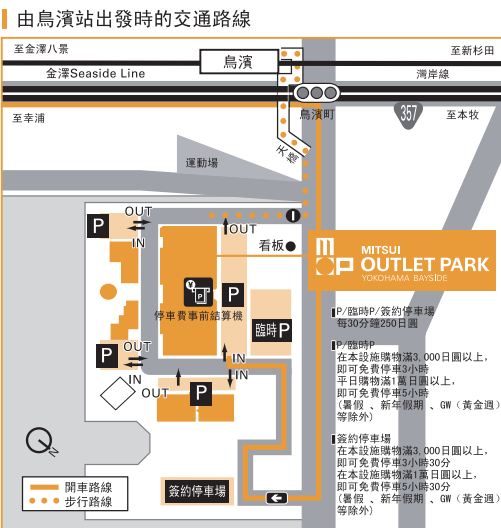 由鳥濱站出發時的交通路線
至金澤八景
鳥濱
至新杉田
金澤Seaside Line
灣岸線
至幸浦
鳥濱町
357
至本牧
天橋
運動場
OUT
P
IN
OUT
看板
MITSUI
OUTLET PARK
YOKOHAMA BAYSIDE
¥
P
P
停車費事前結算機
臨時P
P/臨時P/簽約停車場
每30分鐘250日圓
OUT
P
IN
IN
IN
OUT
P
P/臨時P
在本設施購物滿3,000日圓以上，
即可免費停車3小時
平日購物滿1萬日圓以上，
即可免費停車5小時
(暑假 、新年假期 、GW（黃金週）
等除外)
N
簽約停車場
簽約停車場
在本設施購物滿3,000日圓以上，
即可免費停車3小時30分
在本設施購物滿1萬日圓以上，
即可免費停車5小時30分
(暑假 、新年假期 、GW（黃金週）
等除外)
開車路線
步行路線